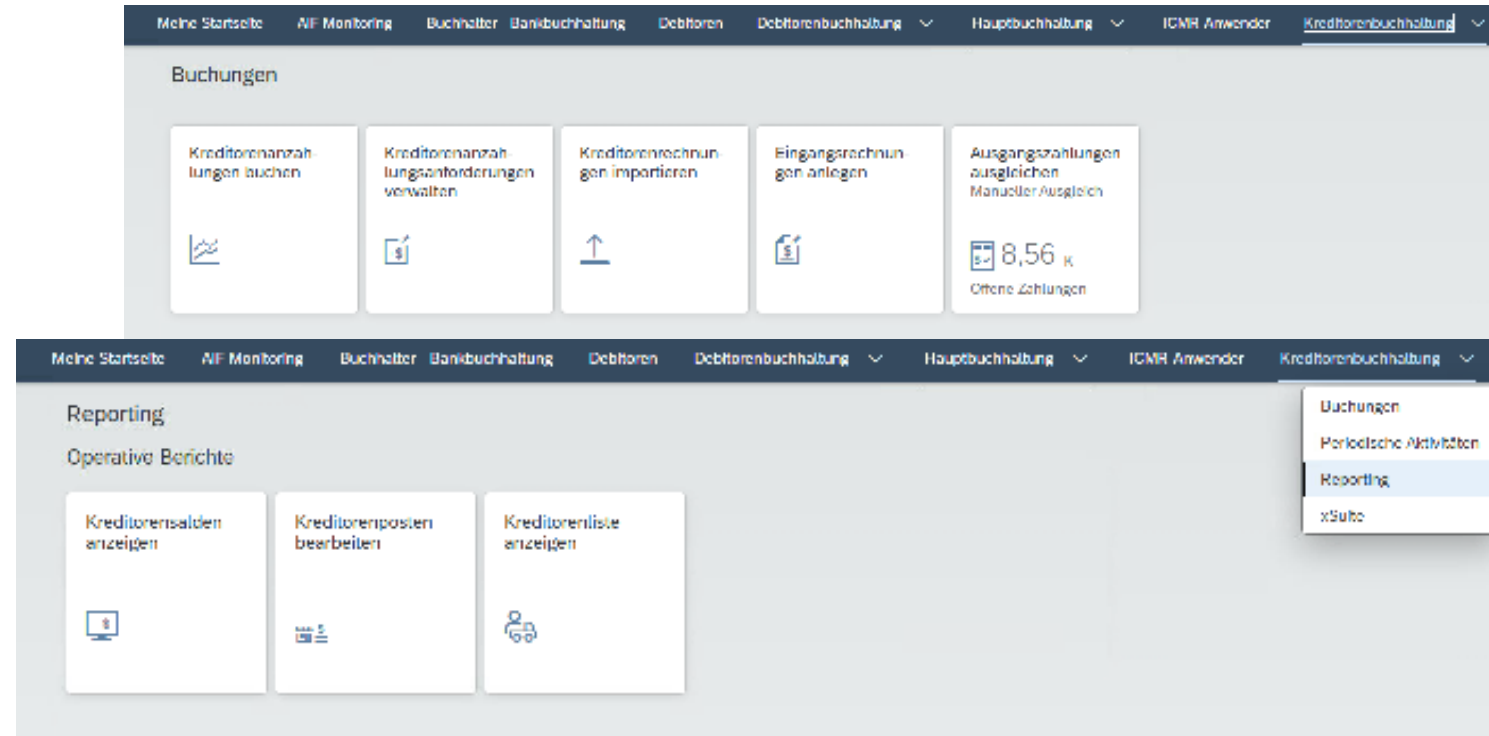 Meine Startseite AIF Monitoring Buchhalter Bankbuchhaltung Debitoren Debitorenbuchhaltung Hauptbuchhaltung ICMR Anwender Kreditorenbuchhaltung
Buchungen
Kreditorenanzah-
lungen buchen
Kreditorenanzah-
lungsanforderungen
verwalten
Kreditorenrechnun-
gen importieren
Eingangsrechnun-
gen anlegen
Ausgangszahlungen
ausgleichen
Manueller Ausgleich
8,56 K
Offene Zahlungen
Meine Startseite AIF Monitoring Buchhalter Bankbuchhaltung Debitoren Debitorenbuchhaltung Hauptbuchhaltung ICMR Anwender Kreditorenbuchhaltung
Buchungen
Periodische Aktivitäten
Reporting
xSuite
Reporting
Operative Berichte
Kreditorensalden
anzeigen
Kreditorenposten
bearbeiten
Kreditorenliste
anzeigen